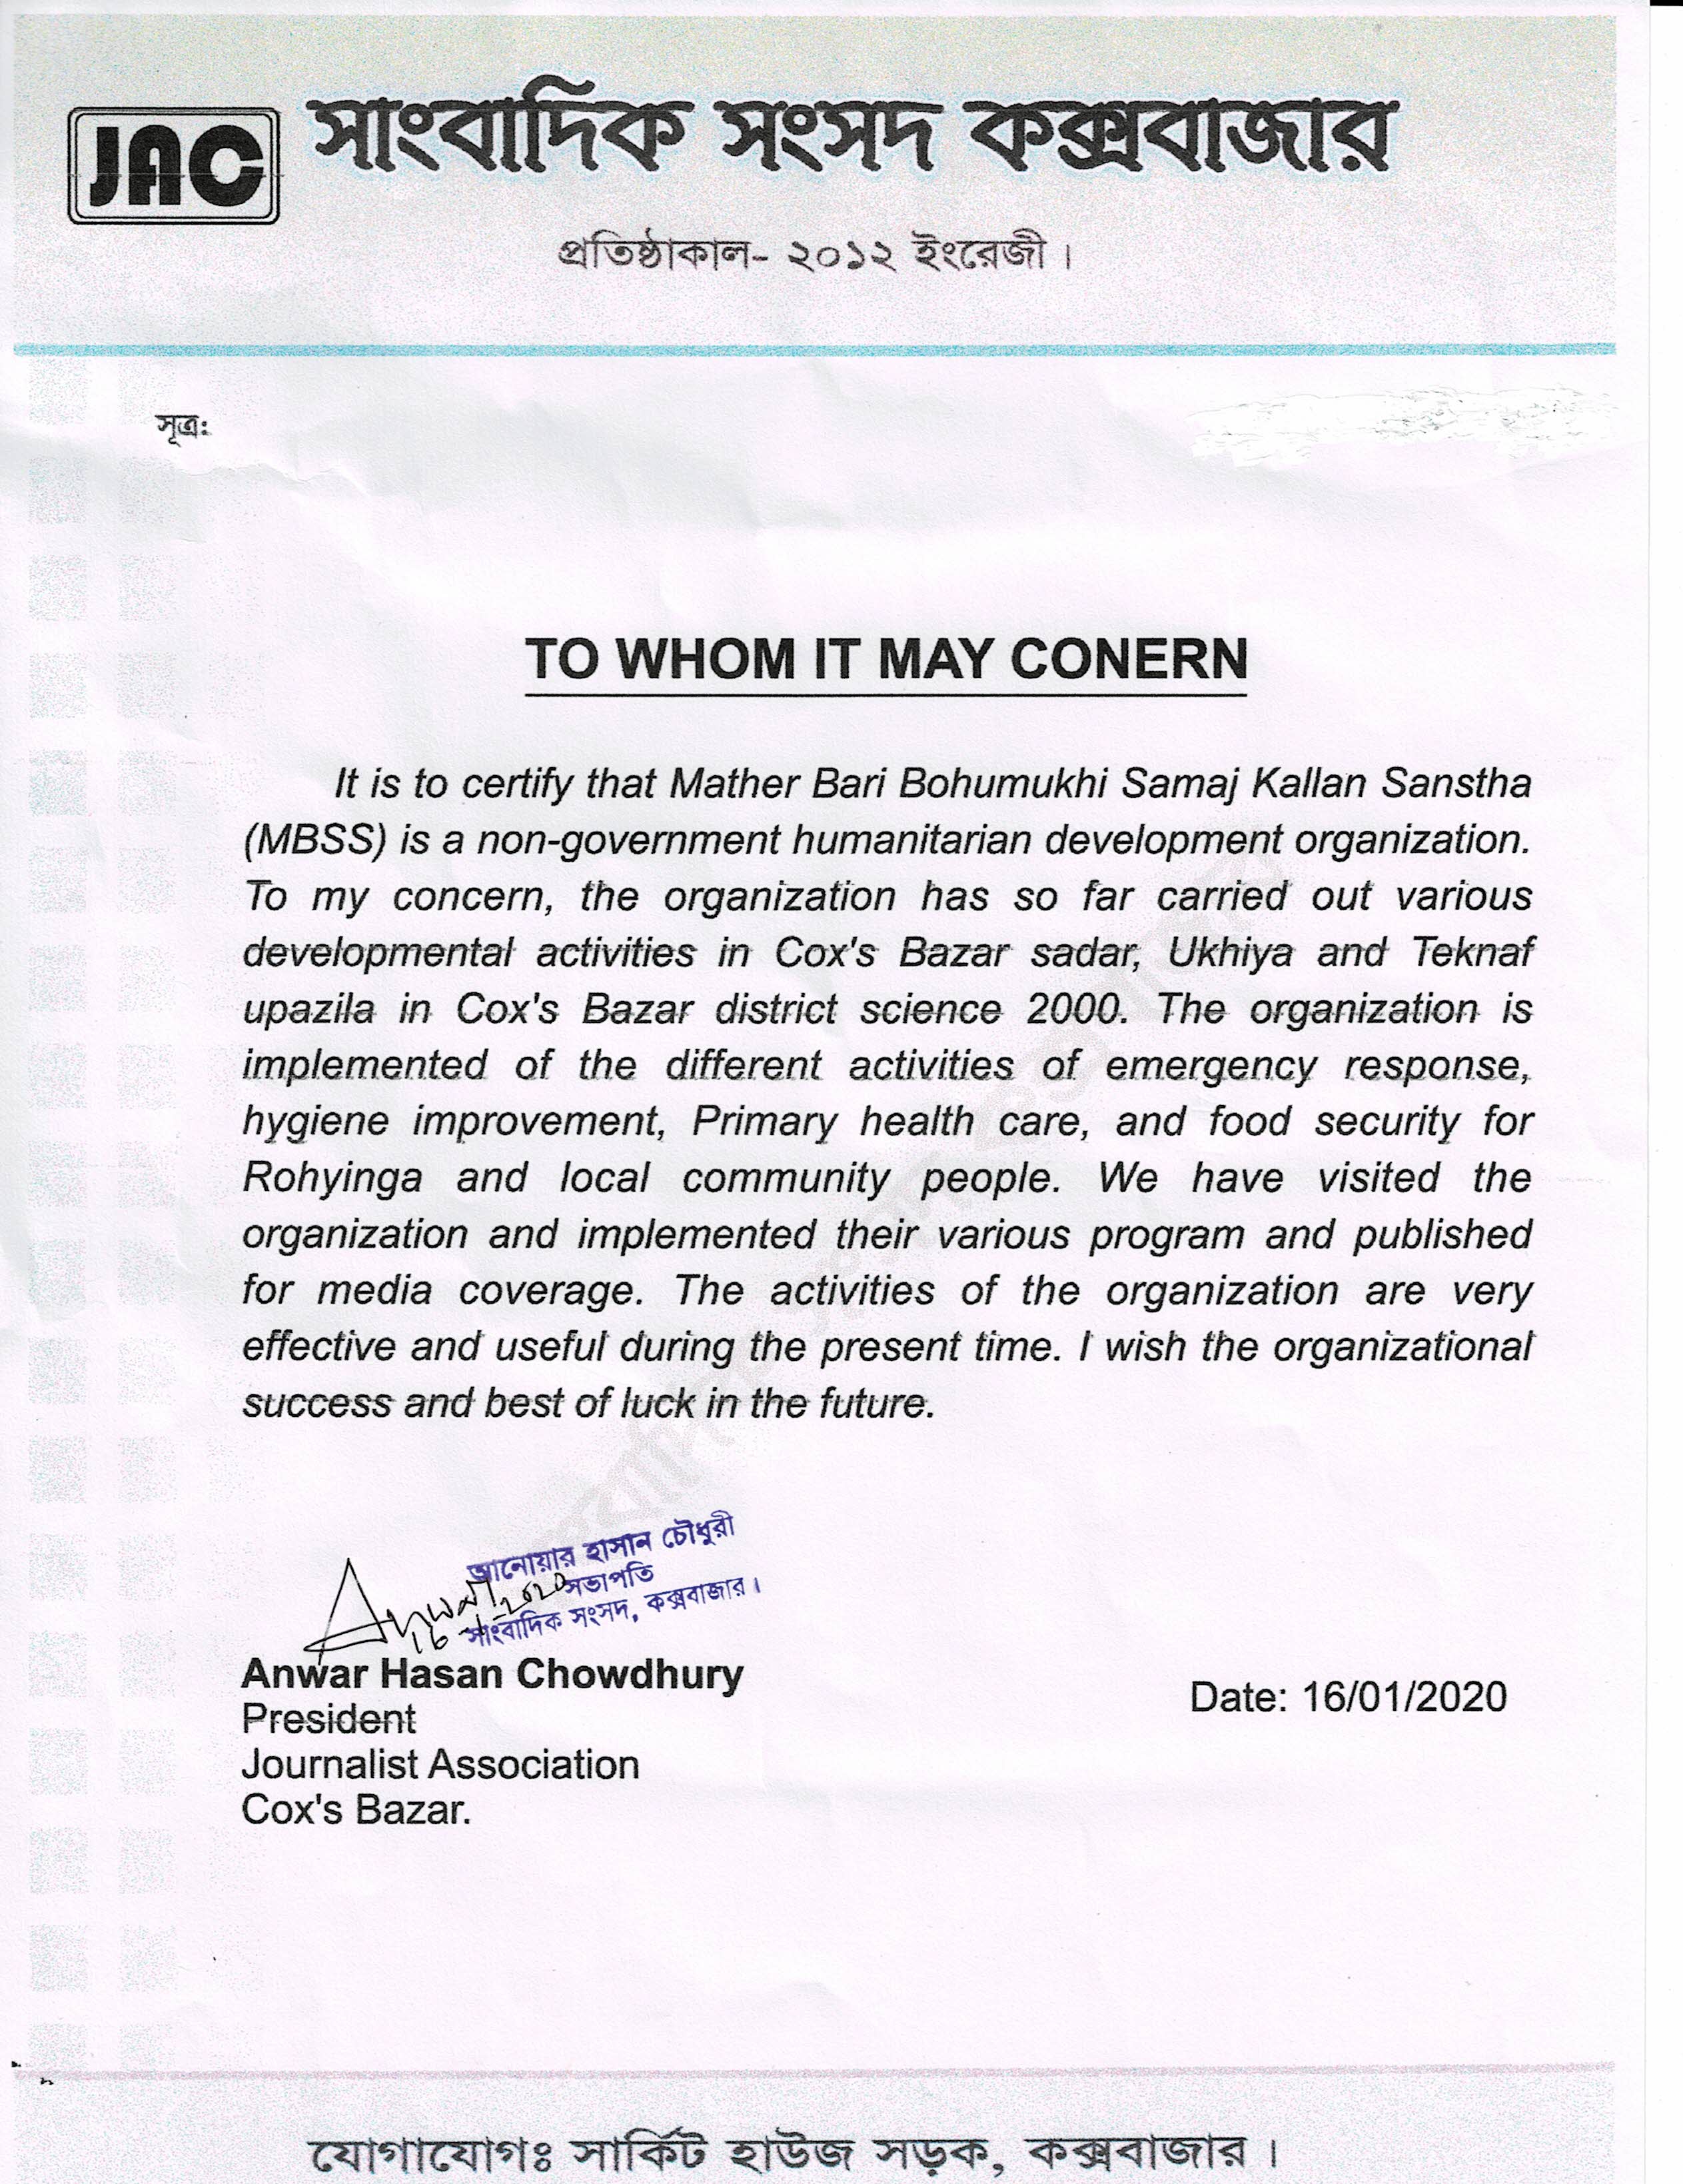 JAC
সাংবাদিক সংসদ কক্সবাজার
প্রতিষ্ঠাকাল- ২০১২ ইংরেজী।
সূত্র:
TO WHOM IT MAY CONERN
It is to certify that Mather Bari Bohumukhi Samaj Kallan Sanstha
(MBSS) is a non-government humanitarian development organization.
To my concern, the organization has so far carried out various
developmental activities in Cox's Bazar sadar, Ukhiya and Teknaf
upazila in Cox's Bazar district science 2000. The organization is
implemented of the different activities of emergency response,
hygiene improvement, Primary health care, and food security for
Rohyinga and local community people. We have visited the
organization and implemented their various program and published
for media coverage. The activities of the organization are very
effective and useful during the present time. I wish the organizational
success and best of luck in the future.
আনোয়ার হাসান চৌধুরী
সভাপতি
সাংবাদিক সংসদ, কক্সবাজার।
Anwar Hasan Chowdhury
President
Journalist Association
Cox's Bazar.
Date: 16/01/2020
যোগাযোগঃ সার্কিট হাউজ সড়ক, কক্সবাজার।